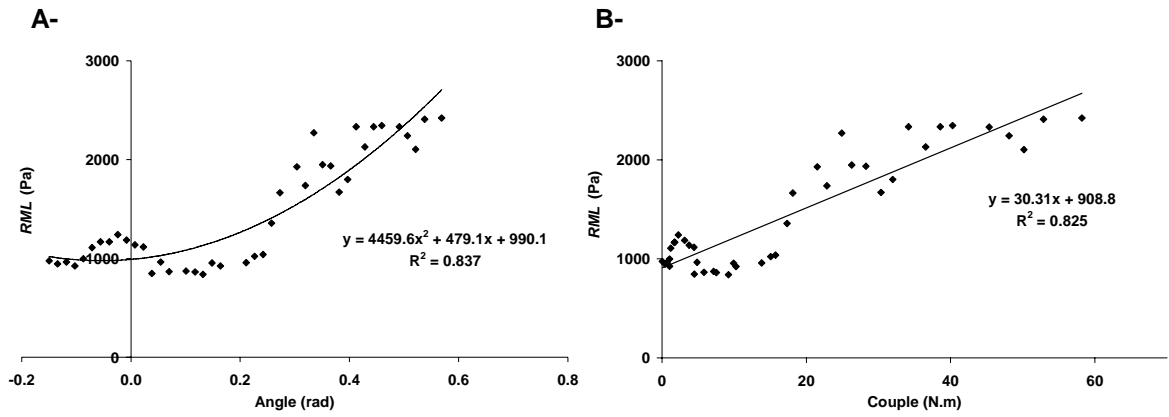 A-
3000
2000
1000
0
-0.2 0.0 0.2 0.4 0.6 0.8
RML (Pa)
Angle (rad)
y = 4459.6x² + 479.1x + 990.1
R² = 0.837
B-
3000
2000
1000
0
0 20 40 60
RML (Pa)
Couple (N.m)
y = 30.31x + 908.8
R² = 0.825